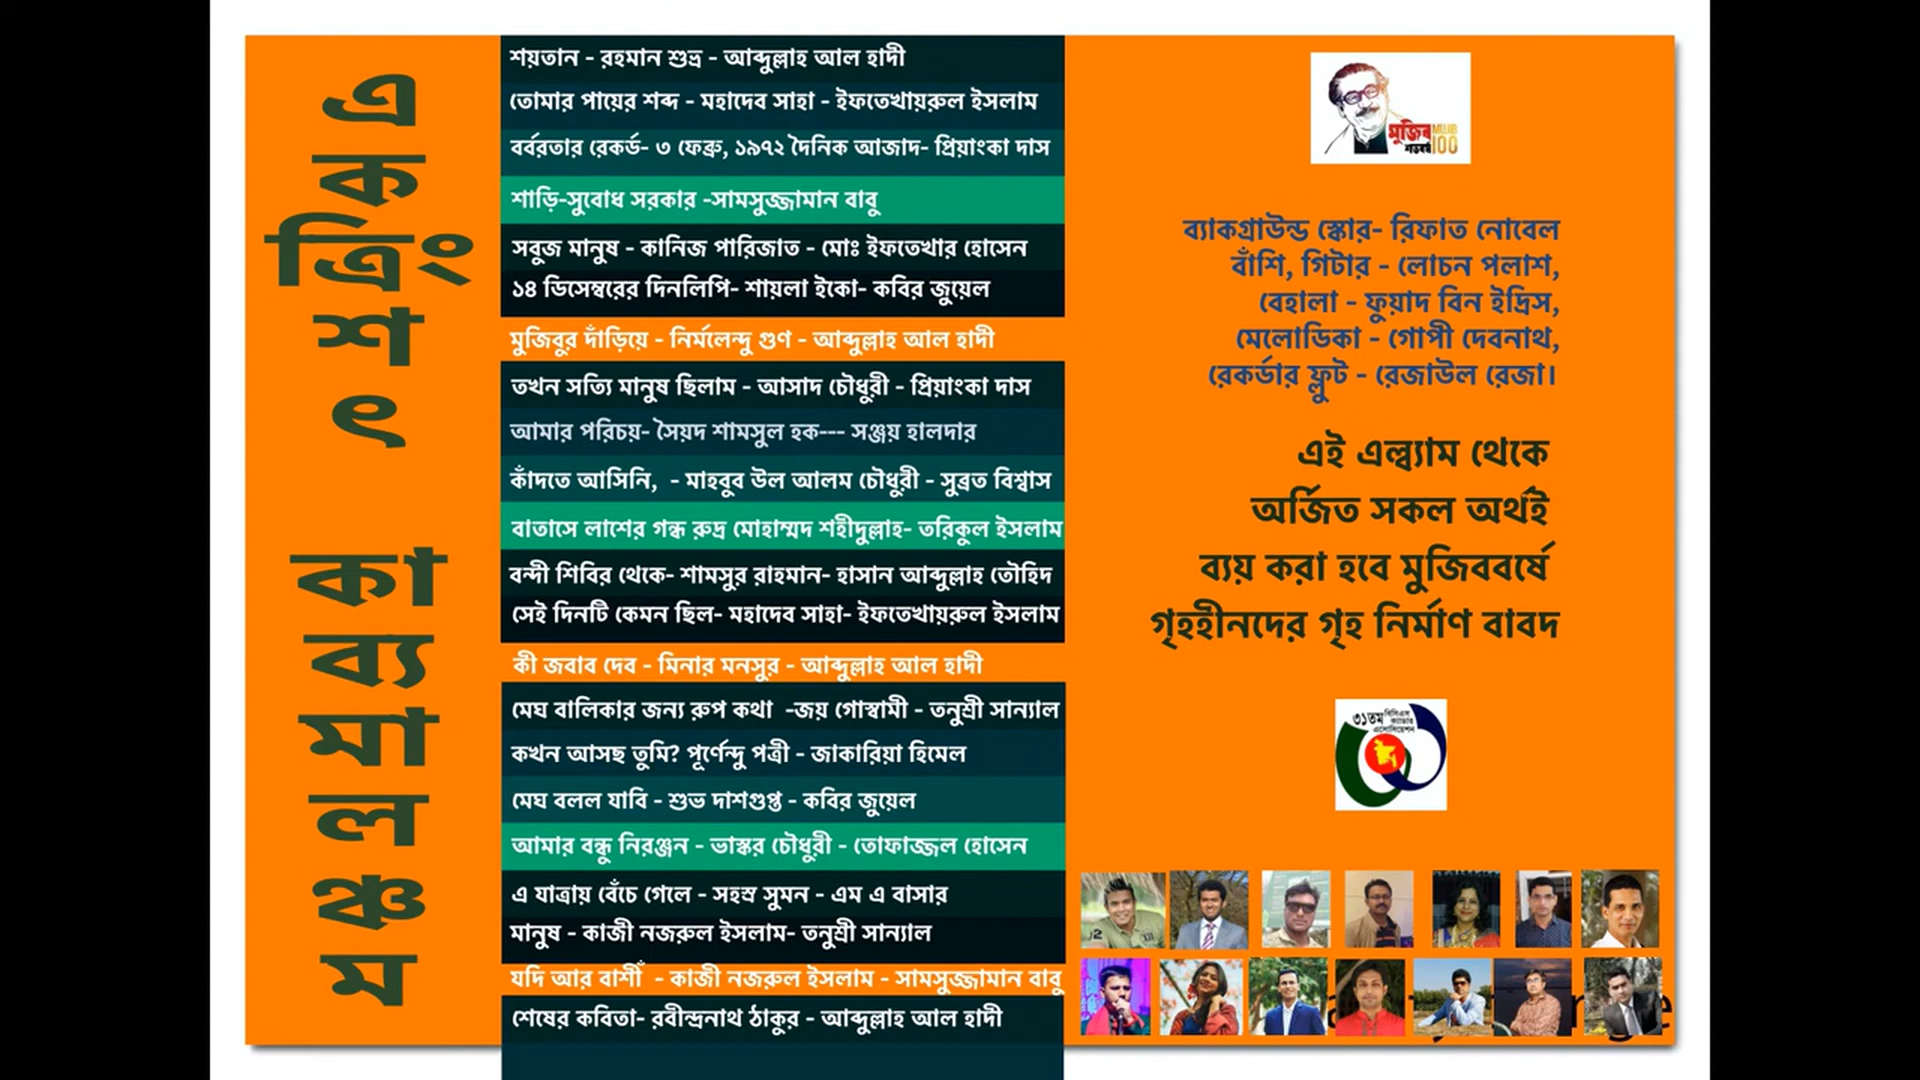 এ
ক
ত্রিং
শ
ৎ
কা
ব্য
মা
ল
ঞ্চ
ম
শয়তান - রহমান শুভ্র - আব্দুল্লাহ আল হাদী
তোমার পায়ের শব্দ - মহাদেব সাহা - ইফতেখায়রুল ইসলাম
বর্বরতার রেকর্ড- ৩ ফেব্রু, ১৯৭২ দৈনিক আজাদ- প্রিয়াংকা দাস
শাড়ি-সুবোধ সরকার -সামসুজ্জামান বাবু
সবুজ মানুষ - কানিজ পারিজাত - মোঃ ইফতেখার হোসেন
১৪ ডিসেম্বরের দিনলিপি- শায়লা ইকো- কবির জুয়েল
মুজিবুর দাঁড়িয়ে - নির্মলেন্দু গুণ - আব্দুল্লাহ আল হাদী
তখন সত্যি মানুষ ছিলাম - আসাদ চৌধুরী - প্রিয়াংকা দাস
আমার পরিচয়- সৈয়দ শামসুল হক--- সঞ্জয় হালদার
কাঁদতে আসিনি, - মাহবুব উল আলম চৌধুরী - সুব্রত বিশ্বাস
বাতাসে লাশের গন্ধ রুদ্র মোহাম্মদ শহীদুল্লাহ- তরিকুল ইসলাম
বন্দী শিবির থেকে- শামসুর রাহমান- হাসান আব্দুল্লাহ তৌহিদ
সেই দিনটি কেমন ছিল- মহাদেব সাহা- ইফতেখায়রুল ইসলাম
কী জবাব দেব - মিনার মনসুর - আব্দুল্লাহ আল হাদী
মেঘ বালিকার জন্য রুপ কথা -জয় গোস্বামী - তনুশ্রী সান্যাল
কখন আসছ তুমি? পূর্ণেন্দু পত্রী - জাকারিয়া হিমেল
মেঘ বলল যাবি - শুভ দাশগুপ্ত - কবির জুয়েল
আমার বন্ধু নিরঞ্জন - ভাস্কর চৌধুরী - তোফাজ্জল হোসেন
এ যাত্রায় বেঁচে গেলে - সহস্র সুমন - এম এ বাসার
মানুষ - কাজী নজরুল ইসলাম- তনুশ্রী সান্যাল
যদি আর বাশীঁ - কাজী নজরুল ইসলাম - সামসুজ্জামান বাবু
শেষের কবিতা- রবীন্দ্রনাথ ঠাকুর - আব্দুল্লাহ আল হাদী
মুজিব MUJIB
শতবর্ষ 100
ব্যাকগ্রাউন্ড স্কোর- রিফাত নোবেল
বাঁশি, গিটার - লোচন পলাশ,
বেহালা - ফুয়াদ বিন ইদ্রিস,
মেলোডিকা - গোপী দেবনাথ,
রেকর্ডার ফ্লুট - রেজাউল রেজা।
এই এল্ব্যাম থেকে
অর্জিত সকল অর্থই
ব্যয় করা হবে মুজিববর্ষে
গৃহহীনদের গৃহ নির্মাণ বাবদ
৩১তম বিসিএস
ক্যাডার
এসোসিয়েশন